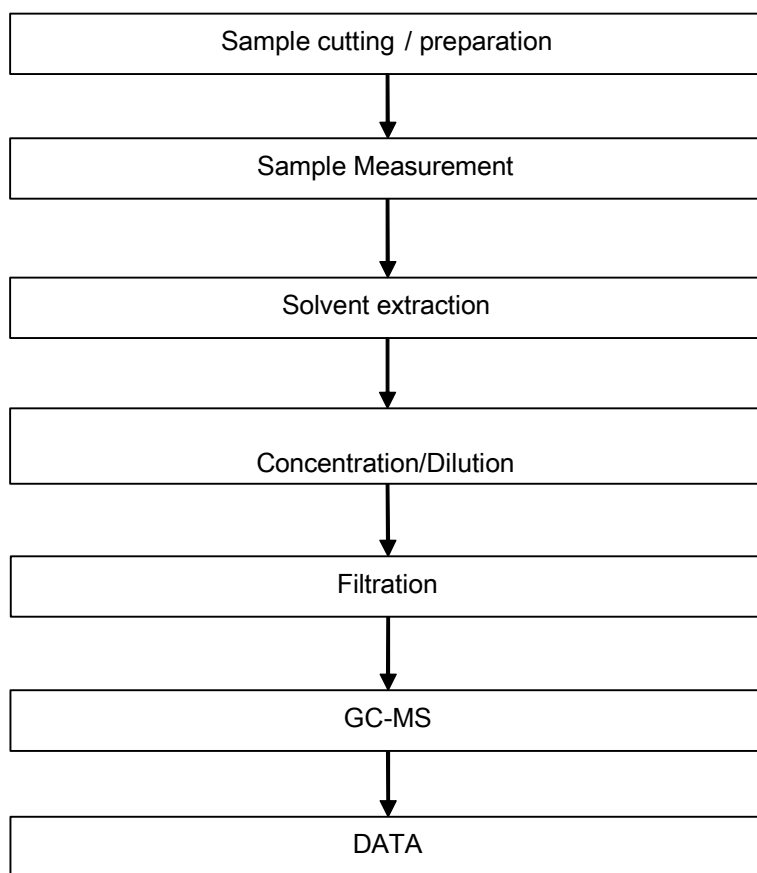 Sample cutting / preparation
Sample Measurement
Solvent extraction
Concentration/Dilution
Filtration
GC-MS
DATA